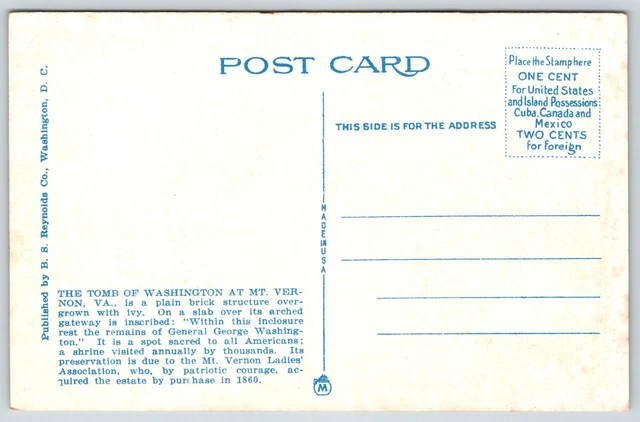 POST CARD
Place the Stamp here
ONE CENT
For United States
and Island Possessions
Cuba, Canada and
Mexico
TWO CENTS
for Foreign
THIS SIDE IS FOR THE ADDRESS
MADE IN USA
Published by B. S. Reynolds Co., Washington, D. C.
THE TOMB OF WASHINGTON AT MT. VER-
NON, VA., is a plain brick structure over-
grown with ivy. On a slab over its arched
gateway is inscribed: "Within this inclosure
rest the remains of General George Washing-
ton." It is a spot sacred to all Americans;
a shrine visited annually by thousands. Its
preservation is due to the Mt. Vernon Ladies'
Association, who, by patriotic courage, ac-
quired the estate by purchase in 1860.
M